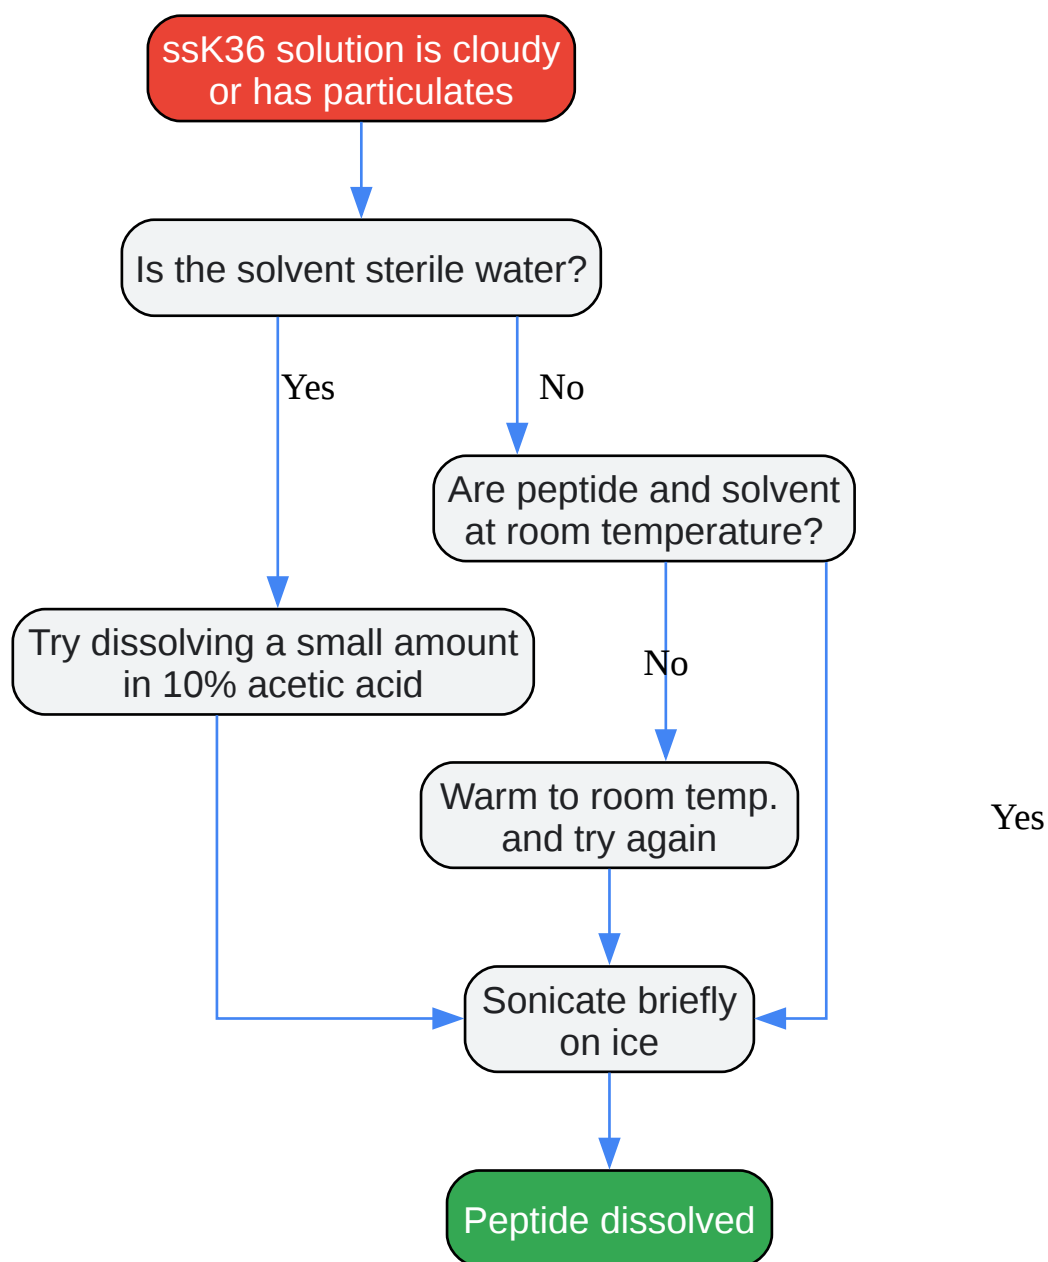 ssK36 solution is cloudy
or has particulates
Is the solvent sterile water?
Yes
No
Are peptide and solvent
at room temperature?
Try dissolving a small amount
in 10% acetic acid
No
Warm to room temp.
and try again
Yes
Sonicate briefly
on ice
Peptide dissolved